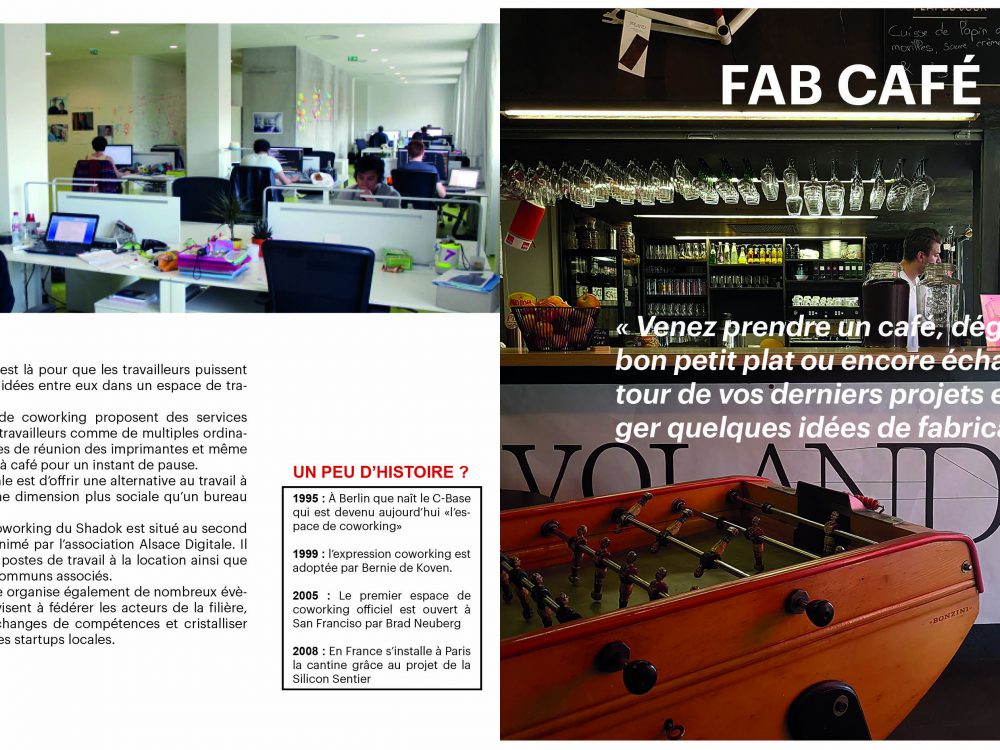 est là pour que les travailleurs puissent
idées entre eux dans un espace de tra-
de coworking proposent des services
travailleurs comme de multiples ordina-
es de réunion des imprimantes et même
à café pour un instant de pause.
ale est d'offrir une alternative au travail à
ne dimension plus sociale qu'un bureau
oworking du Shadok est situé au second
nimé par l'association Alsace Digitale. Il
postes de travail à la location ainsi que
ommuns associés.
e organise également de nombreux évè-
visent à fédérer les acteurs de la filière,
changes de compétences et cristalliser
es startups locales.
UN PEU D'HISTOIRE ?
1995 : À Berlin que naît le C-Base
qui est devenu aujourd'hui «l'es-
pace de coworking»
1999 : l'expression coworking est
adoptée par Bernie de Koven.
2005 : Le premier espace de
coworking officiel est ouvert à
San Franciso par Brad Neuberg
2008 : En France s'installe à Paris
la cantine grâce au projet de la
Silicon Sentier
Cuisse de Papin
morilles, sauce crème
FAB CAFÉ
« Venez prendre un café, dég
bon petit plat ou encore écha
tour de vos derniers projets e
ger quelques idées de fabrica
YOLAND
BONZINI